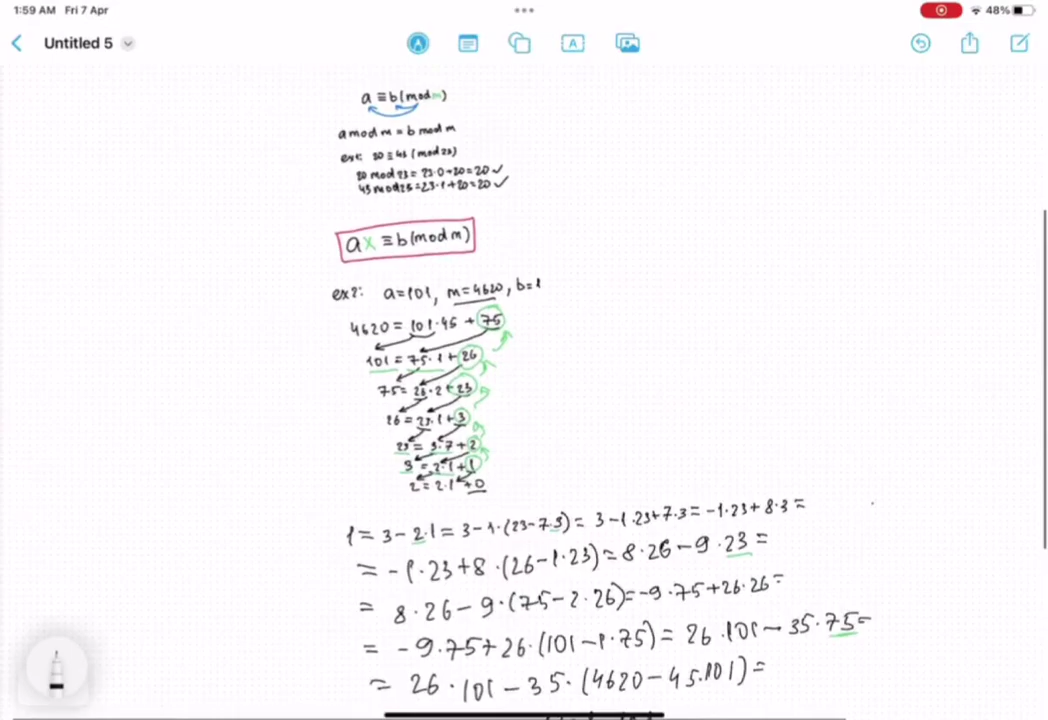 1:59 AM Fri 7 Apr
48%
Untitled 5
A
a ≡ b(mod m)
a mod m = b mod m
ex: 20 ≡ 43 (mod 23)
20 mod 23 = 23·0+20=20 ✓
43 mod 23 = 23·1+20=20 ✓
ax ≡ b(mod m)
ex2: a=101, m=4620, b=1
4620 = 101·45 + 75
101 = 75·1 + 26
75 = 26·2 + 23
26 = 23·1 + 3
23 = 3·7 + 2
3 = 2·1 + 1
2 = 2·1 + 0
1 = 3 - 2·1 = 3 - 1·(23 - 7·3) = 3 - 1·23 + 7·3 = -1·23 + 8·3 =
= -1·23 + 8·(26 - 1·23) = 8·26 - 9·23 =
= 8·26 - 9·(75 - 2·26) = -9·75 + 26·26 =
= -9·75 + 26·(101 - 1·75) = 26·101 - 35·75 =
= 26·101 - 35·(4620 - 45·101) =